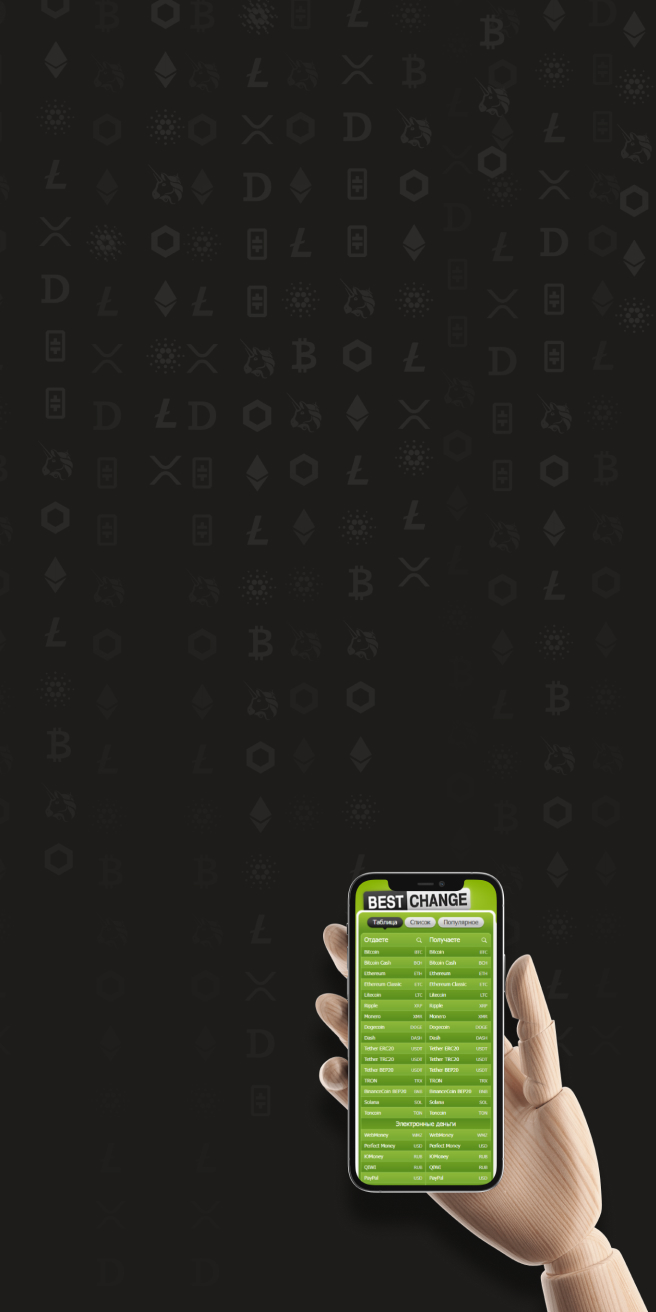 BEST CHANGE
Таблица Список Популярное
Отдаете Получаете
Bitcoin BTC Bitcoin BTC
Bitcoin Cash BCH Bitcoin Cash BCH
Ethereum ETH Ethereum ETH
Ethereum Classic ETC Ethereum Classic ETC
Litecoin LTC Litecoin LTC
Ripple XRP Ripple XRP
Monero XMR Monero XMR
Dogecoin DOGE Dogecoin DOGE
Dash DASH Dash DASH
Tether ERC20 USDT Tether ERC20 USDT
Tether TRC20 USDT Tether TRC20 USDT
Tether BEP20 USDT Tether BEP20 USDT
TRON TRX TRON TRX
BinanceCoin BEP20 BNB BinanceCoin BEP20 BNB
Solana SOL Solana SOL
Toncoin TON Toncoin TON
Электронные деньги
WebMoney WMZ WebMoney WMZ
Perfect Money USD Perfect Money USD
ЮMoney RUB ЮMoney RUB
QIWI RUB QIWI RUB
PayPal USD PayPal USD